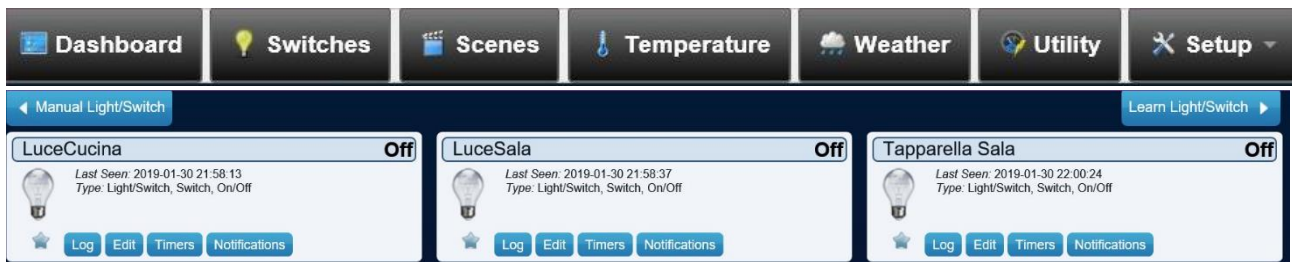 Dashboard Switches Scenes Temperature Weather Utility Setup
Manual Light/Switch Learn Light/Switch
LuceCucina Off
Last Seen: 2019-01-30 21:58:13
Type: Light/Switch, Switch, On/Off
Log Edit Timers Notifications
LuceSala Off
Last Seen: 2019-01-30 21:58:37
Type: Light/Switch, Switch, On/Off
Log Edit Timers Notifications
Tapparella Sala Off
Last Seen: 2019-01-30 22:00:24
Type: Light/Switch, Switch, On/Off
Log Edit Timers Notifications